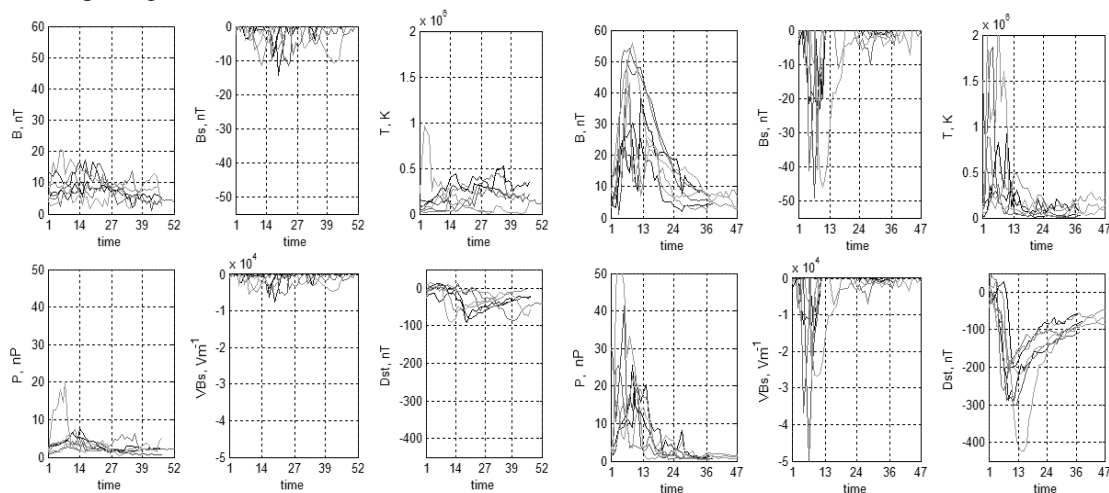 60
50
40
30
20
10
0
B, nT
1 14 27 39 52
time
0
-10
-20
-30
-40
-50
Bs, nT
1 14 27 39 52
time
x 10^6
2
1.5
1
0.5
0
T, K
1 14 27 39 52
time
60
50
40
30
20
10
0
B, nT
1 13 24 36 47
time
0
-10
-20
-30
-40
-50
Bs, nT
1 13 24 36 47
time
x 10^6
2
1.5
1
0.5
0
T, K
1 13 24 36 47
time
50
40
30
20
10
0
P, nP
1 14 27 39 52
time
x 10^4
0
-1
-2
-3
-4
-5
VBs, Vm^-1
1 14 27 39 52
time
0
-100
-200
-300
-400
Dst, nT
1 14 27 39 52
time
50
40
30
20
10
0
P, nP
1 13 24 36 47
time
x 10^4
0
-1
-2
-3
-4
-5
VBs, Vm^-1
1 13 24 36 47
time
0
-100
-200
-300
-400
Dst, nT
1 13 24 36 47
time